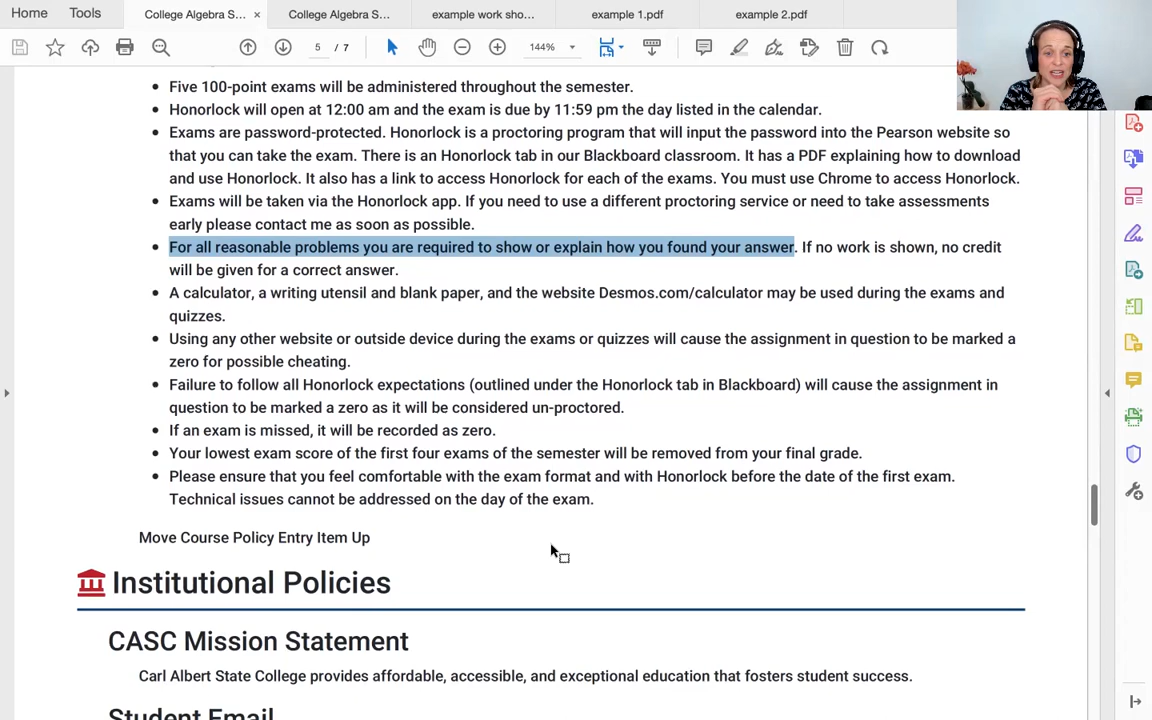 Home Tools College Algebra S... × College Algebra S... example work sho... example 1.pdf example 2.pdf
5 / 7 144%
Five 100-point exams will be administered throughout the semester.
Honorlock will open at 12:00 am and the exam is due by 11:59 pm the day listed in the calendar.
Exams are password-protected. Honorlock is a proctoring program that will input the password into the Pearson website so
that you can take the exam. There is an Honorlock tab in our Blackboard classroom. It has a PDF explaining how to download
and use Honorlock. It also has a link to access Honorlock for each of the exams. You must use Chrome to access Honorlock.
Exams will be taken via the Honorlock app. If you need to use a different proctoring service or need to take assessments
early please contact me as soon as possible.
For all reasonable problems you are required to show or explain how you found your answer. If no work is shown, no credit
will be given for a correct answer.
A calculator, a writing utensil and blank paper, and the website Desmos.com/calculator may be used during the exams and
quizzes.
Using any other website or outside device during the exams or quizzes will cause the assignment in question to be marked a
zero for possible cheating.
Failure to follow all Honorlock expectations (outlined under the Honorlock tab in Blackboard) will cause the assignment in
question to be marked a zero as it will be considered un-proctored.
If an exam is missed, it will be recorded as zero.
Your lowest exam score of the first four exams of the semester will be removed from your final grade.
Please ensure that you feel comfortable with the exam format and with Honorlock before the date of the first exam.
Technical issues cannot be addressed on the day of the exam.
Move Course Policy Entry Item Up
Institutional Policies
CASC Mission Statement
Carl Albert State College provides affordable, accessible, and exceptional education that fosters student success.
Student Email